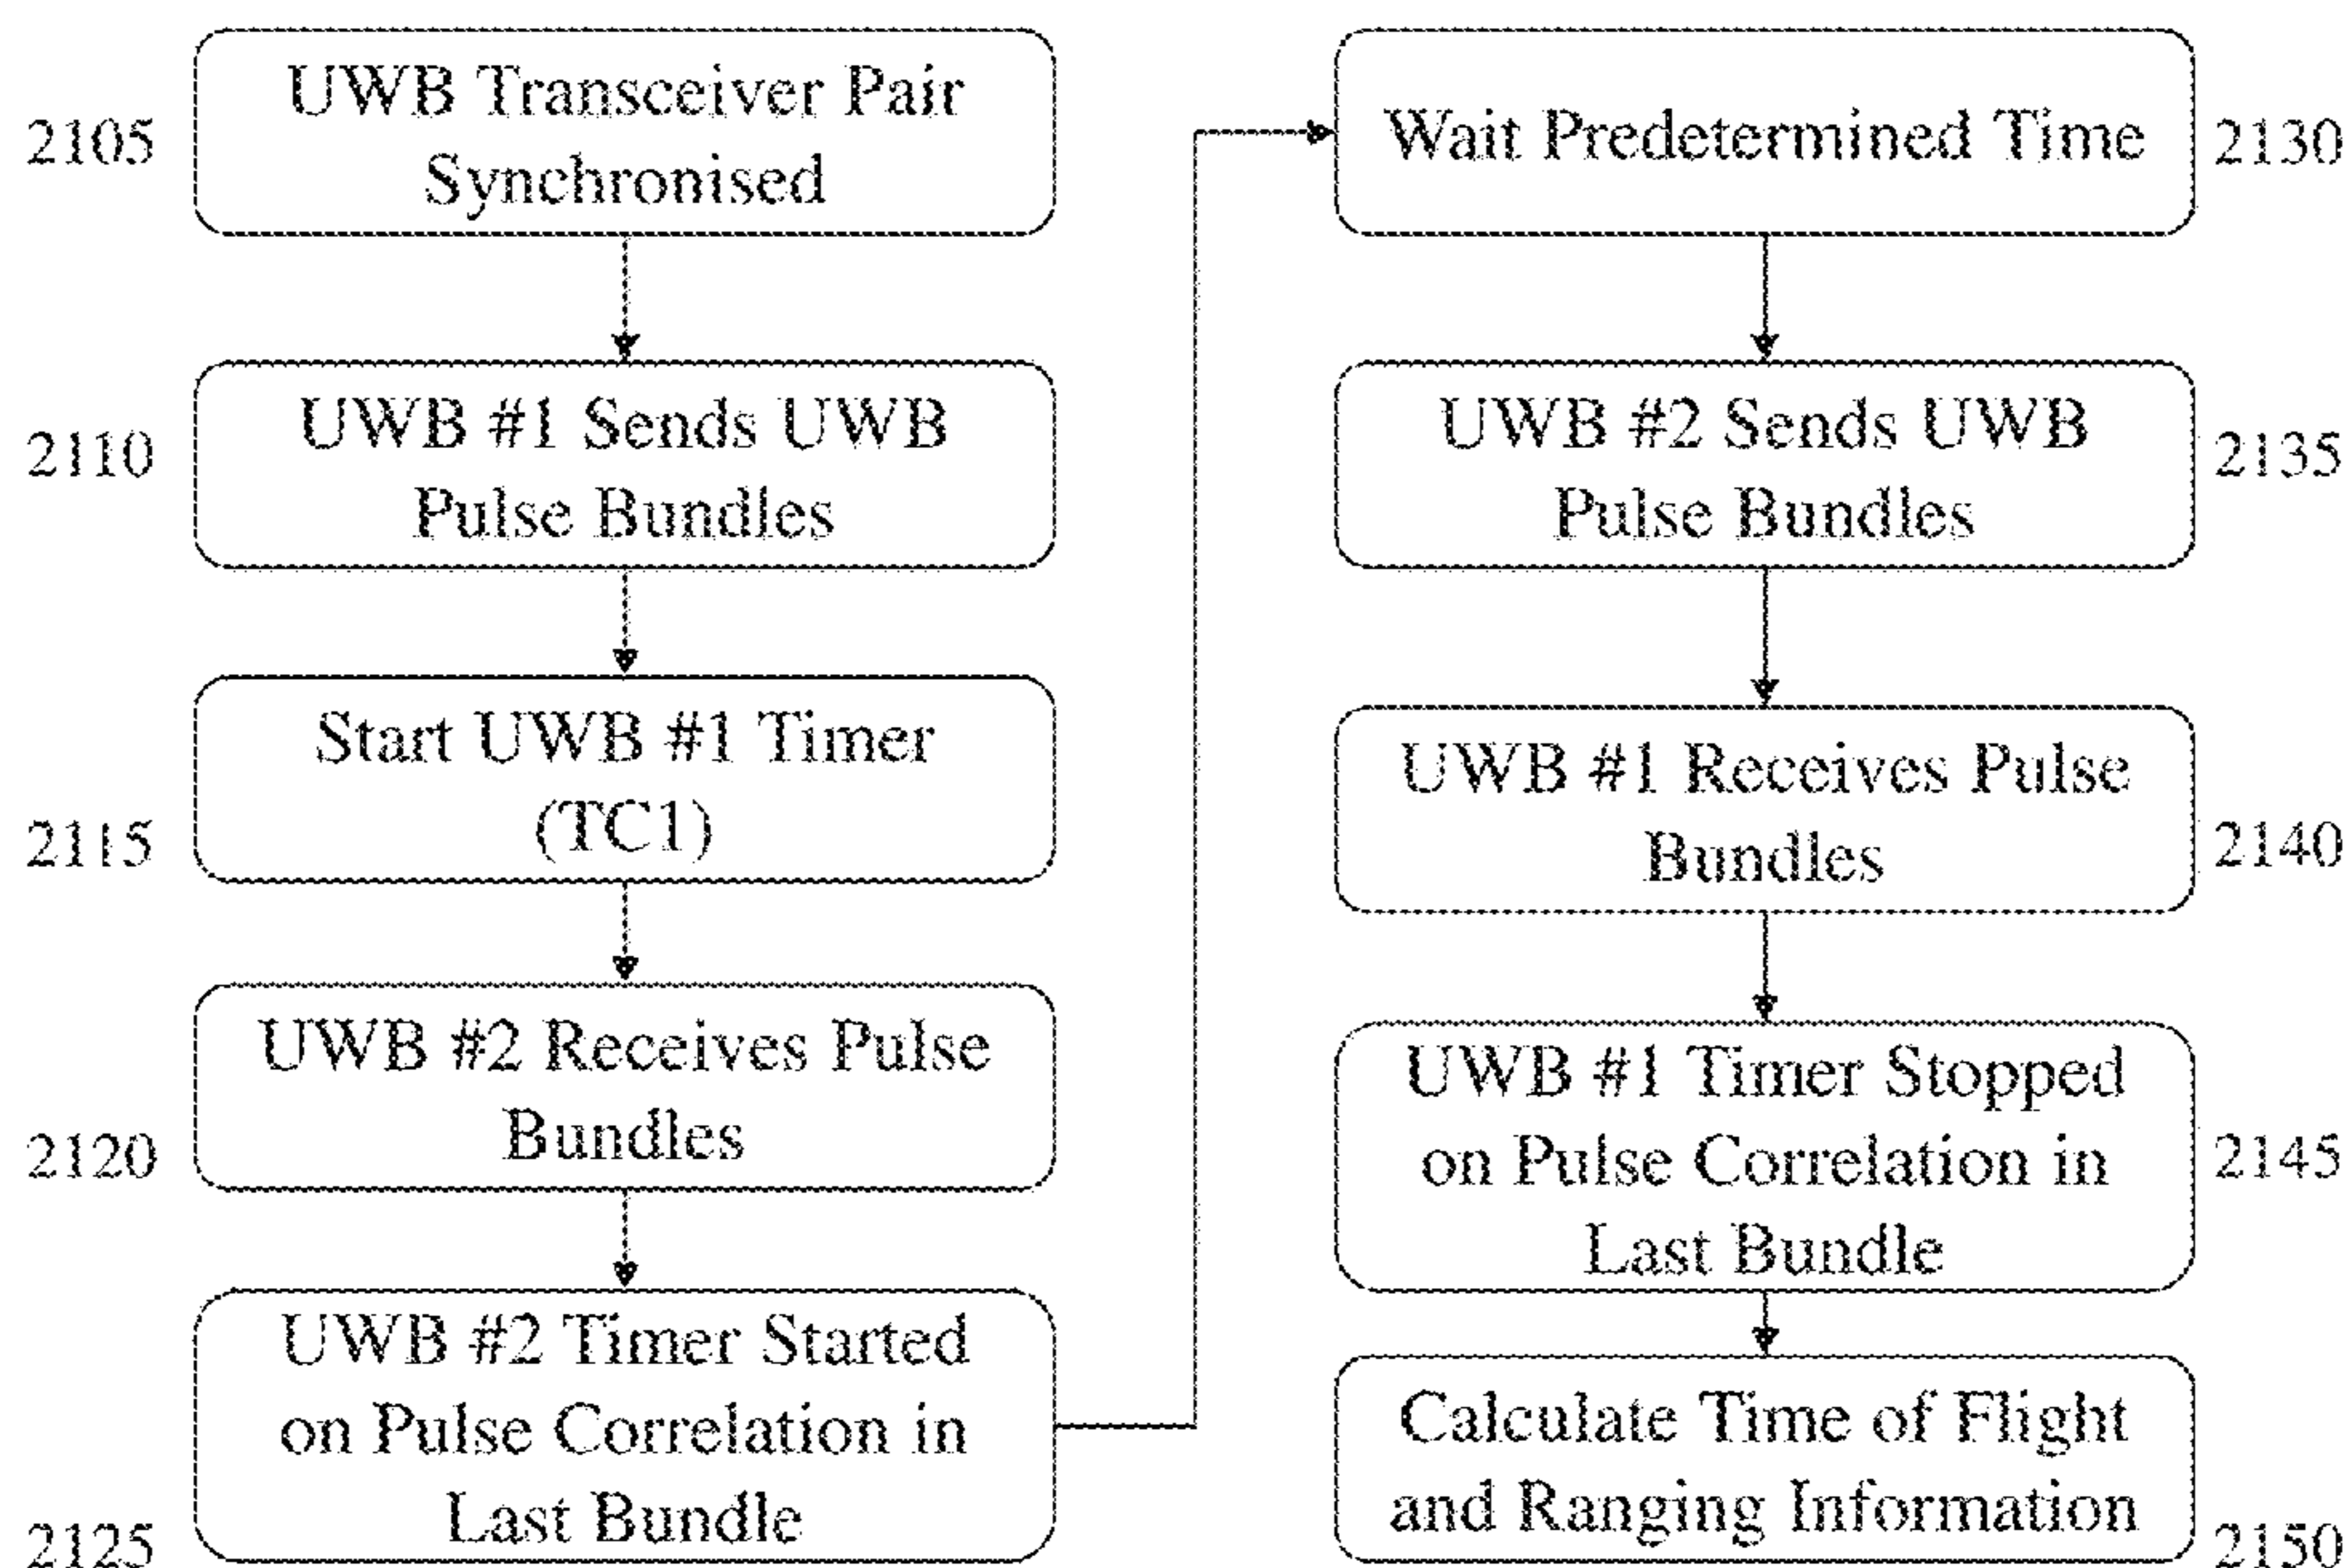 2105
UWB Transceiver Pair
Synchronised
2110
UWB #1 Sends UWB
Pulse Bundles
2115
Start UWB #1 Timer
(TC1)
2120
UWB #2 Receives Pulse
Bundles
2125
UWB #2 Timer Started
on Pulse Correlation in
Last Bundle
Wait Predetermined Time
2130
UWB #2 Sends UWB
Pulse Bundles
2135
UWB #1 Receives Pulse
Bundles
2140
UWB #1 Timer Stopped
on Pulse Correlation in
Last Bundle
2145
Calculate Time of Flight
and Ranging Information
2150